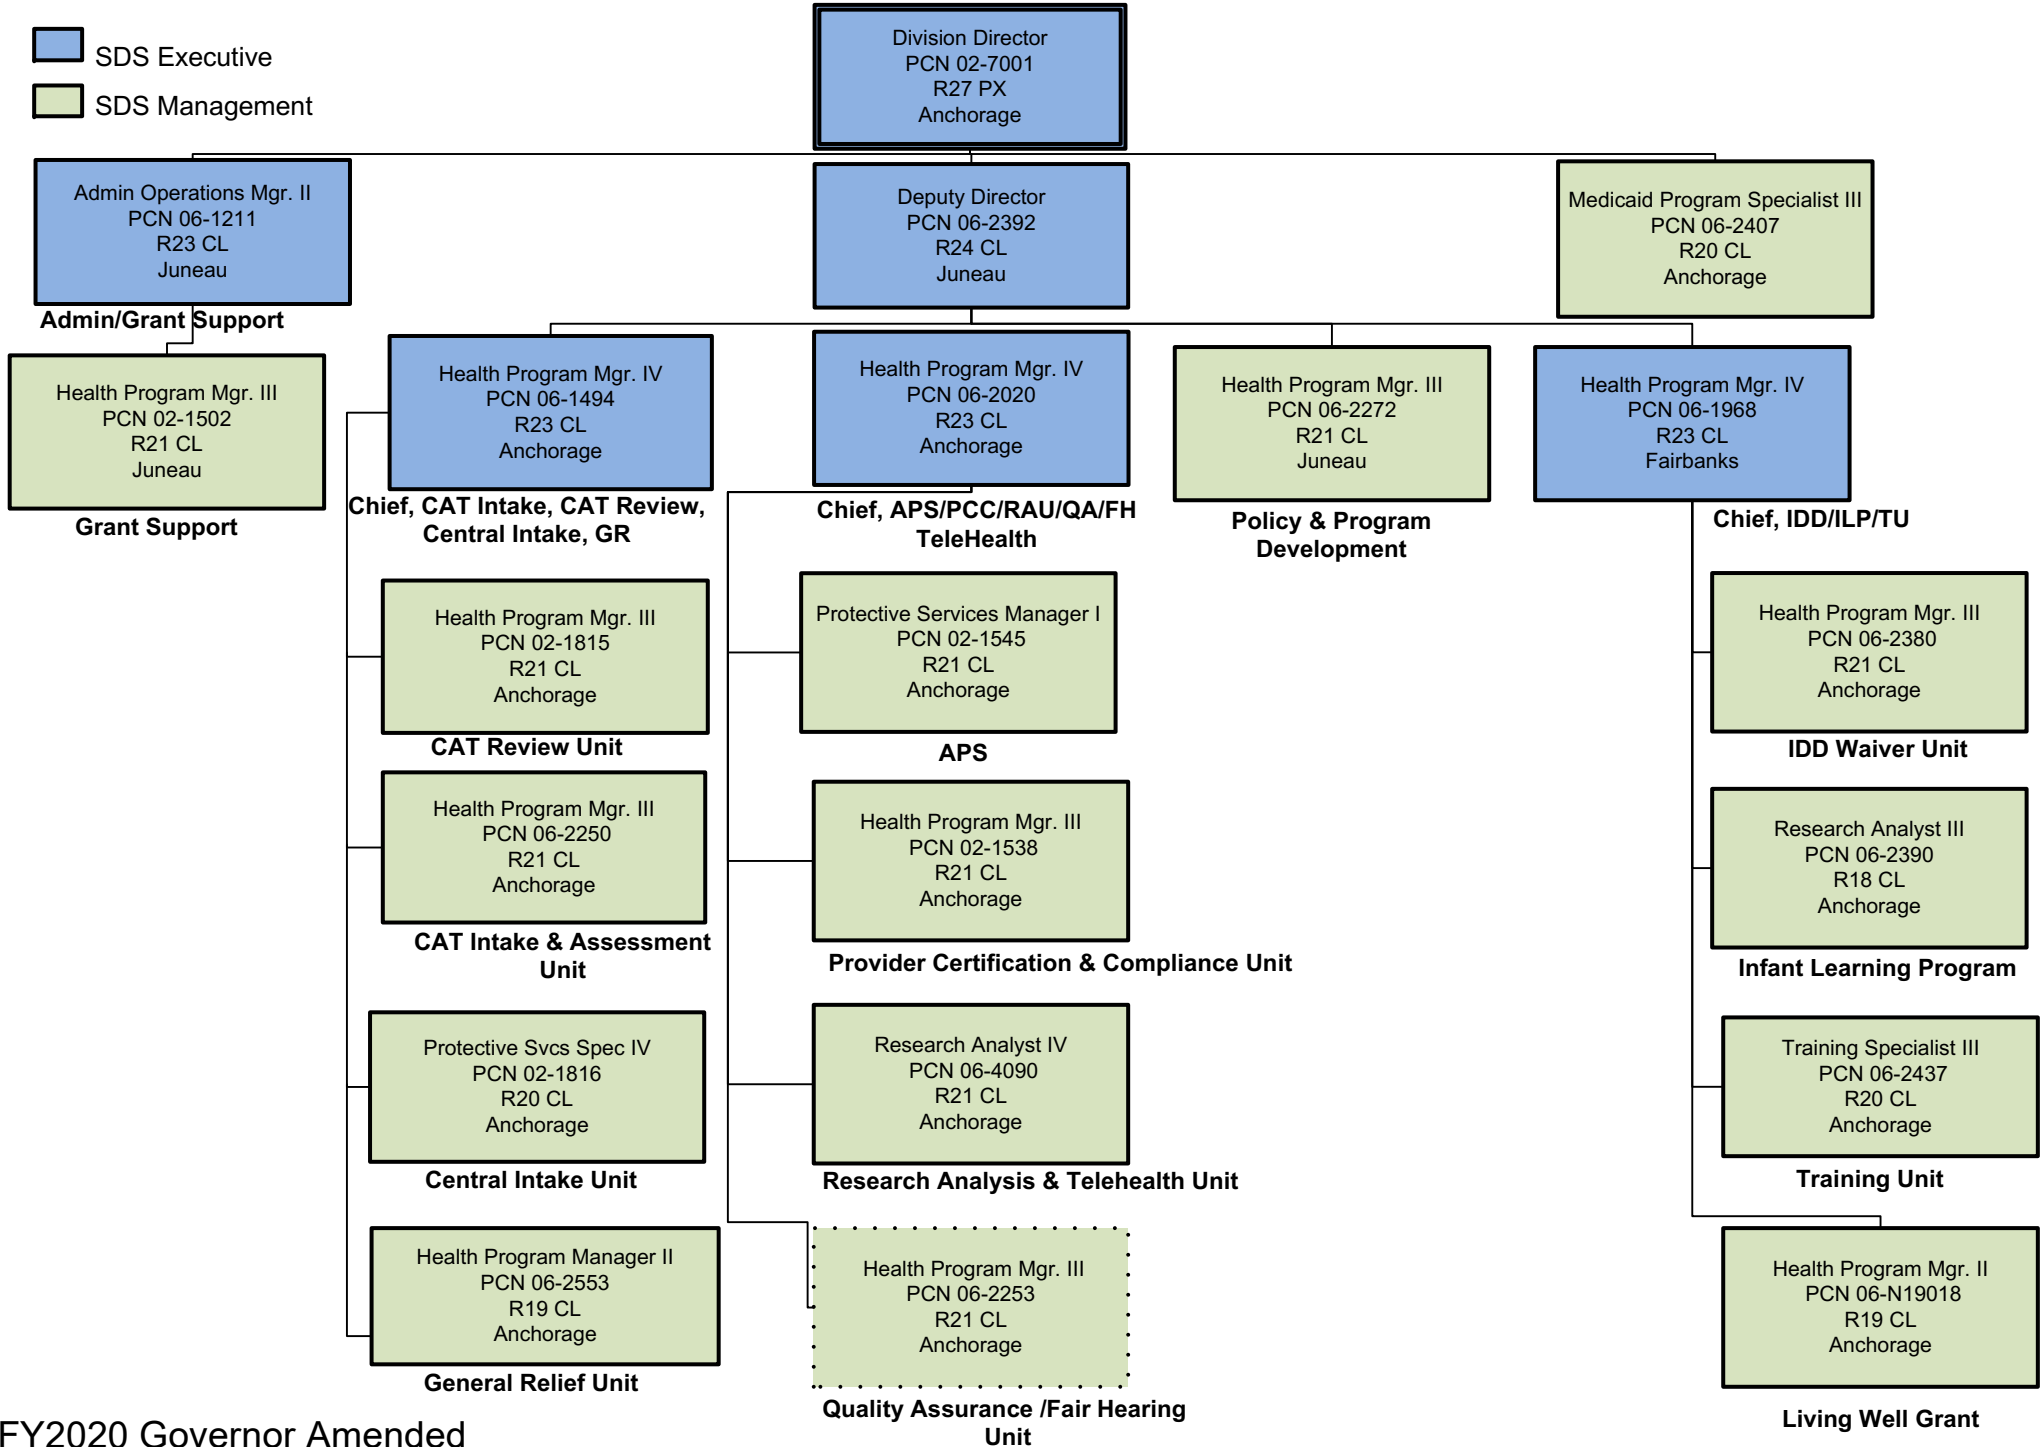 SDS Executive
SDS Management
Division Director
PCN 02-7001
R27 PX
Anchorage
Admin Operations Mgr. II
PCN 06-1211
R23 CL
Juneau
Admin/Grant Support
Deputy Director
PCN 06-2392
R24 CL
Juneau
Medicaid Program Specialist III
PCN 06-2407
R20 CL
Anchorage
Health Program Mgr. III
PCN 02-1502
R21 CL
Juneau
Grant Support
Health Program Mgr. IV
PCN 06-1494
R23 CL
Anchorage
Chief, CAT Intake, CAT Review,
Central Intake, GR
Health Program Mgr. IV
PCN 06-2020
R23 CL
Anchorage
Chief, APS/PCC/RAU/QA/FH
TeleHealth
Health Program Mgr. III
PCN 06-2272
R21 CL
Juneau
Policy & Program
Development
Health Program Mgr. IV
PCN 06-1968
R23 CL
Fairbanks
Chief, IDD/ILP/TU
Health Program Mgr. III
PCN 02-1815
R21 CL
Anchorage
CAT Review Unit
Protective Services Manager I
PCN 02-1545
R21 CL
Anchorage
APS
Health Program Mgr. III
PCN 06-2380
R21 CL
Anchorage
IDD Waiver Unit
Health Program Mgr. III
PCN 06-2250
R21 CL
Anchorage
CAT Intake & Assessment
Unit
Health Program Mgr. III
PCN 02-1538
R21 CL
Anchorage
Provider Certification & Compliance Unit
Research Analyst III
PCN 06-2390
R18 CL
Anchorage
Infant Learning Program
Protective Svcs Spec IV
PCN 02-1816
R20 CL
Anchorage
Central Intake Unit
Research Analyst IV
PCN 06-4090
R21 CL
Anchorage
Research Analysis & Telehealth Unit
Training Specialist III
PCN 06-2437
R20 CL
Anchorage
Training Unit
Health Program Manager II
PCN 06-2553
R19 CL
Anchorage
General Relief Unit
Health Program Mgr. III
PCN 06-2253
R21 CL
Anchorage
Quality Assurance /Fair Hearing
Unit
Health Program Mgr. II
PCN 06-N19018
R19 CL
Anchorage
Living Well Grant
FY2020 Governor Amended